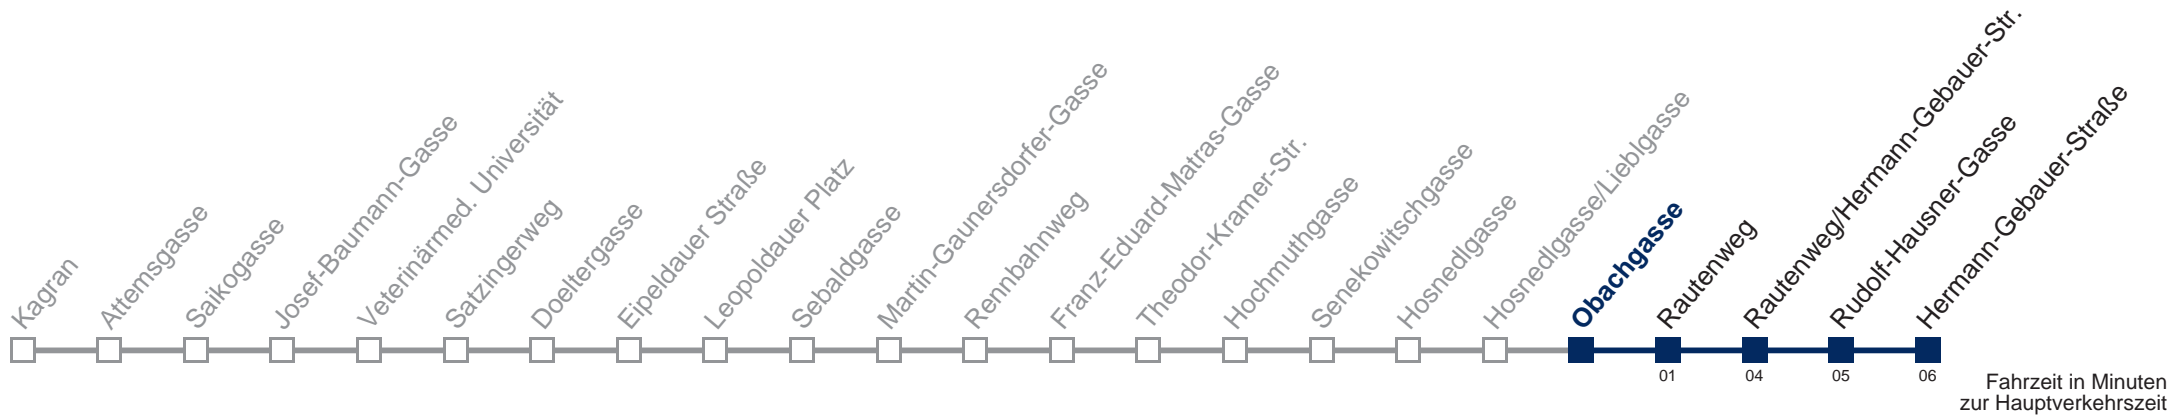 Kagran
Attemsgasse
Saikogasse
Josef-Baumann-Gasse
Veterinärmed. Universität
Satzingerweg
Doeltergasse
Eipeldauer Straße
Leopoldauer Platz
Sebaldgasse
Martin-Gaunersdorfer-Gasse
Rennbahnweg
Franz-Eduard-Matras-Gasse
Theodor-Kramer-Str.
Hochmuthgasse
Senekowitschgasse
Hosnedlgasse
Hosnedlgasse/Lieblgasse
Obachgasse
Rautenweg
Rautenweg/Hermann-Gebauer-Str.
Rudolf-Hausner-Gasse
Hermann-Gebauer-Straße
01
04
05
06
Fahrzeit in Minuten
zur Hauptverkehrszeit